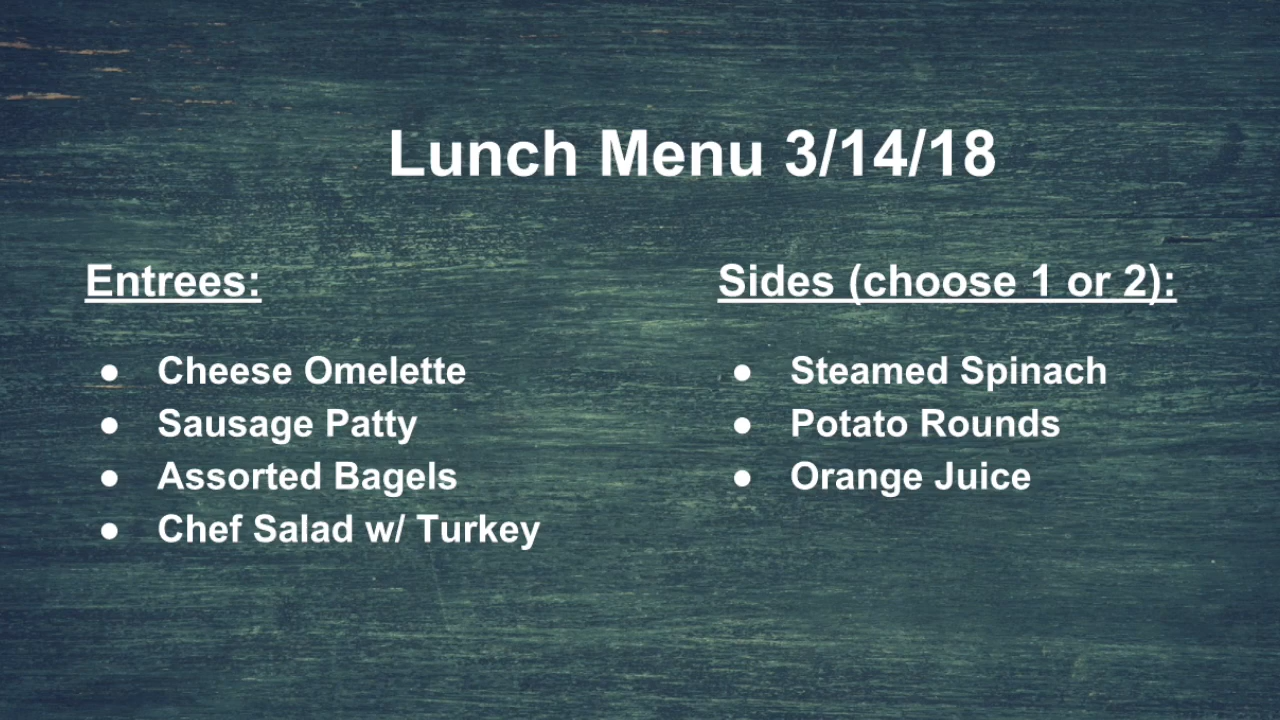 Lunch Menu 3/14/18
Entrees:
● Cheese Omelette
● Sausage Patty
● Assorted Bagels
● Chef Salad w/ Turkey
Sides (choose 1 or 2):
● Steamed Spinach
● Potato Rounds
● Orange Juice